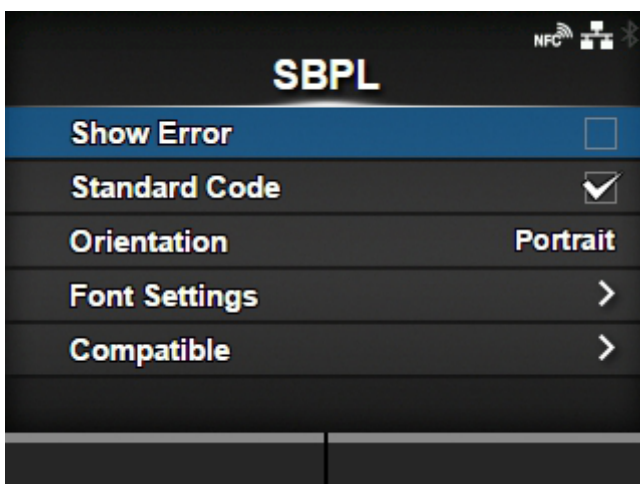 NFC
SBPL
Show Error
Standard Code
Orientation Portrait
Font Settings
Compatible